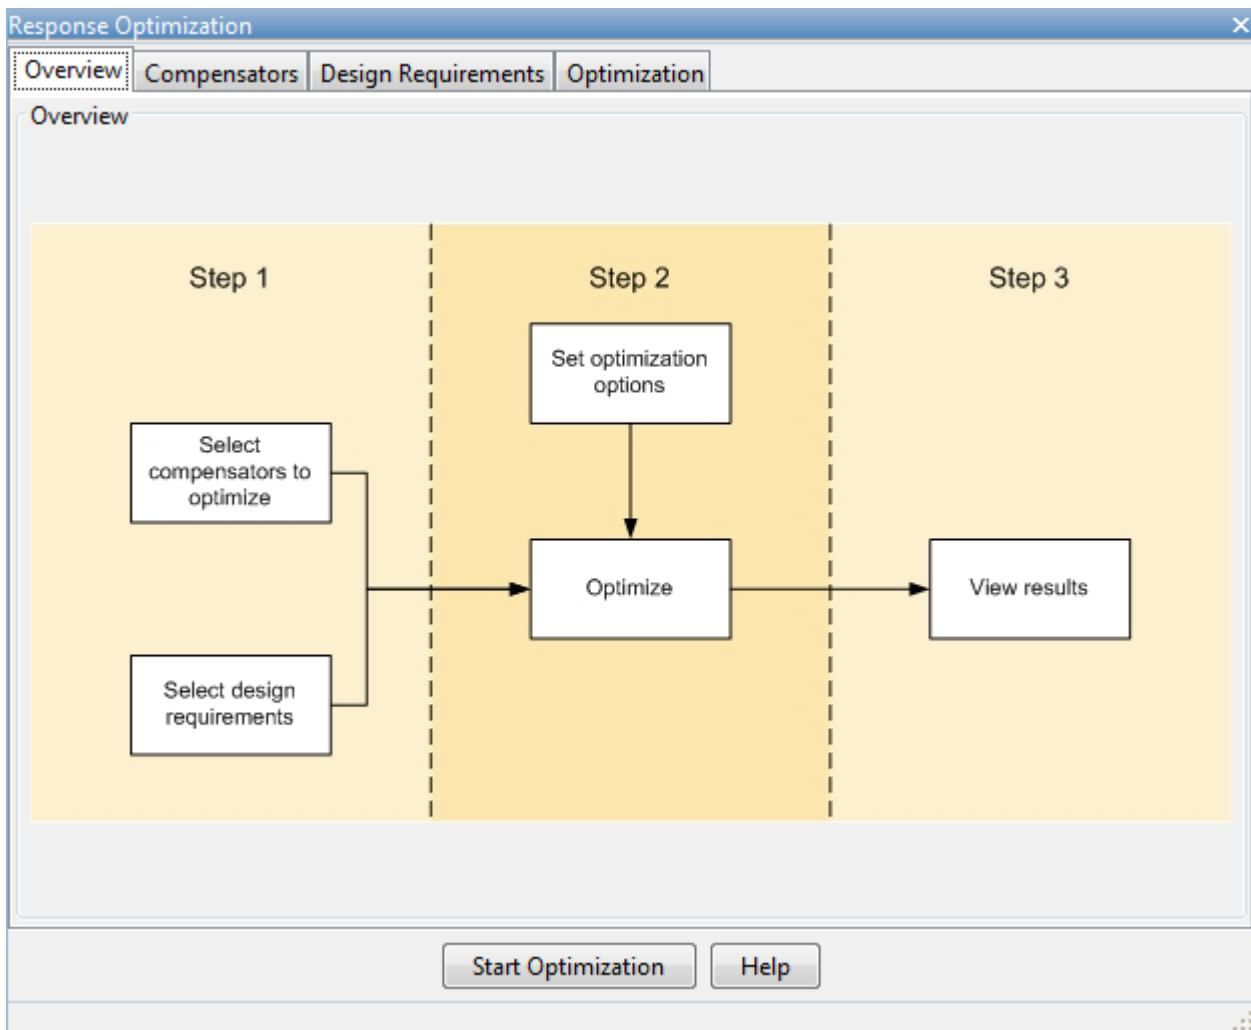 Response Optimization
Overview
Compensators
Design Requirements
Optimization
Overview
Step 1
Step 2
Step 3
Set optimization
options
Select
compensators to
optimize
Optimize
View results
Select design
requirements
Start Optimization
Help